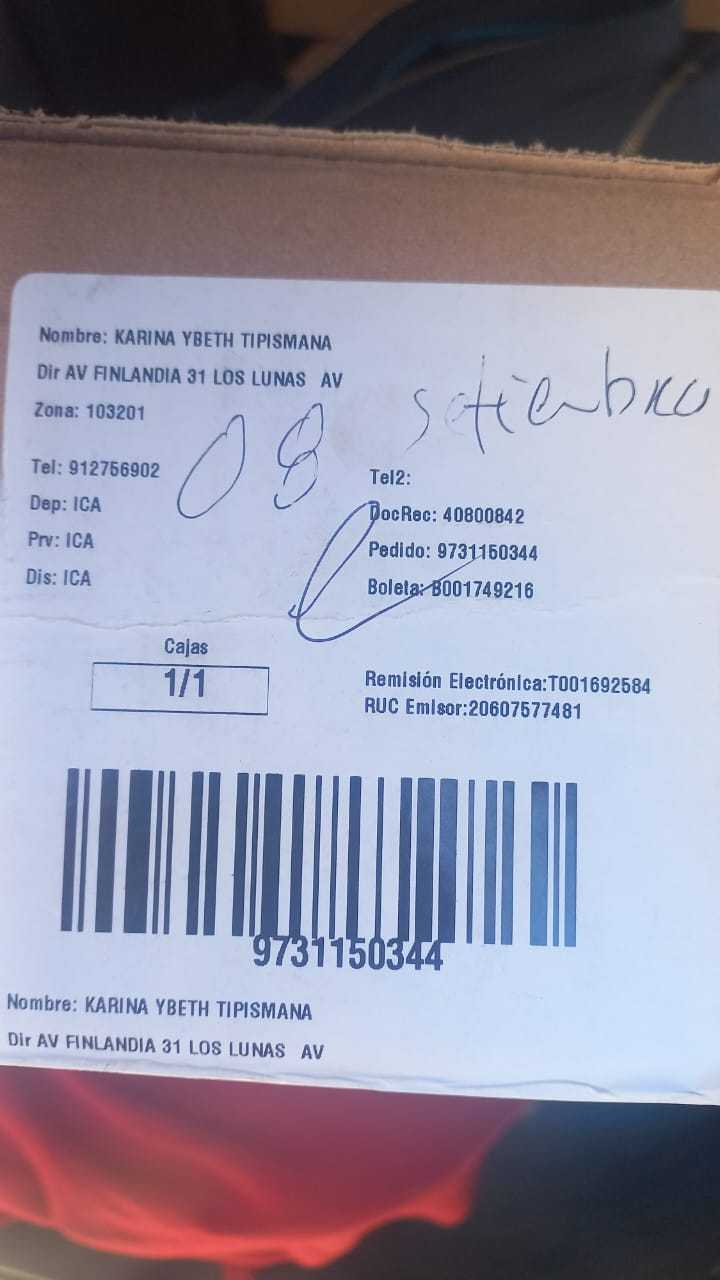 Nombre: KARINA YBETH TIPISMANA
Dir AV FINLANDIA 31 LOS LUNAS AV
Zona: 103201
08 setiembre
Tel: 912756902
Tel2:
Dep: ICA
DocRec: 40800842
Prv: ICA
Pedido: 9731150344
Dis: ICA
Boleta: B001749216
Cajas
1/1
Remisión Electrónica:T001692584
RUC Emisor:20607577481
9731150344
Nombre: KARINA YBETH TIPISMANA
Dir AV FINLANDIA 31 LOS LUNAS AV